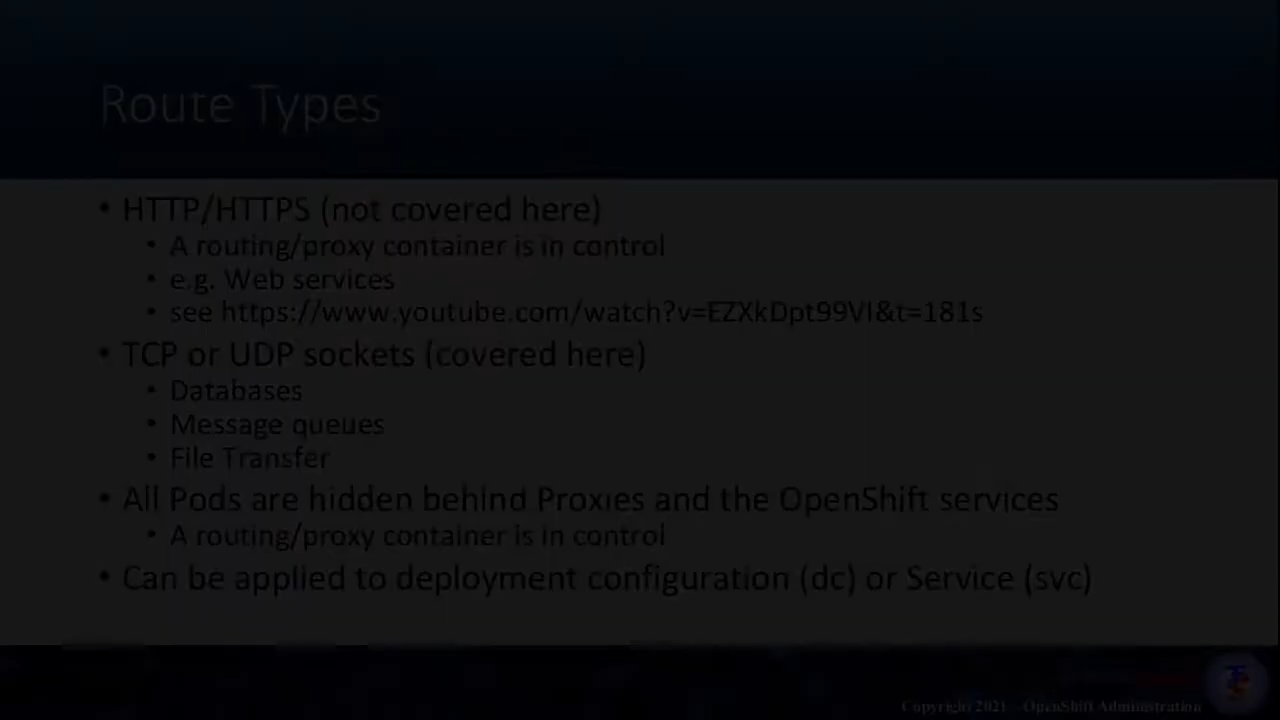 Route Types
• HTTP/HTTPS (not covered here)
• A routing/proxy container is in control
• e.g. Web services
• see https://www.youtube.com/watch?v=EZXkDpt99VI&t=181s
• TCP or UDP sockets (covered here)
• Databases
• Message queues
• File Transfer
• All Pods are hidden behind Proxies and the OpenShift services
• A routing/proxy container is in control
• Can be applied to deployment configuration (dc) or Service (svc)
Copyright 2021 - OpenShift Administration